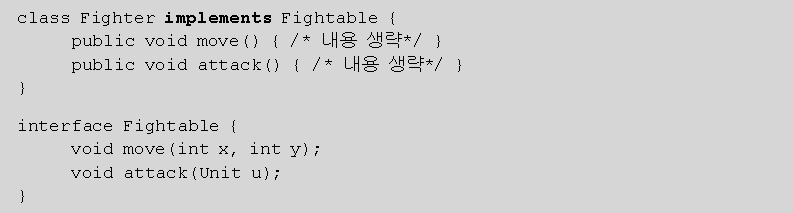 class Fighter implements Fightable {
public void move() { /* 내용 생략*/ }
public void attack() { /* 내용 생략*/ }
}
interface Fightable {
void move(int x, int y);
void attack(Unit u);
}